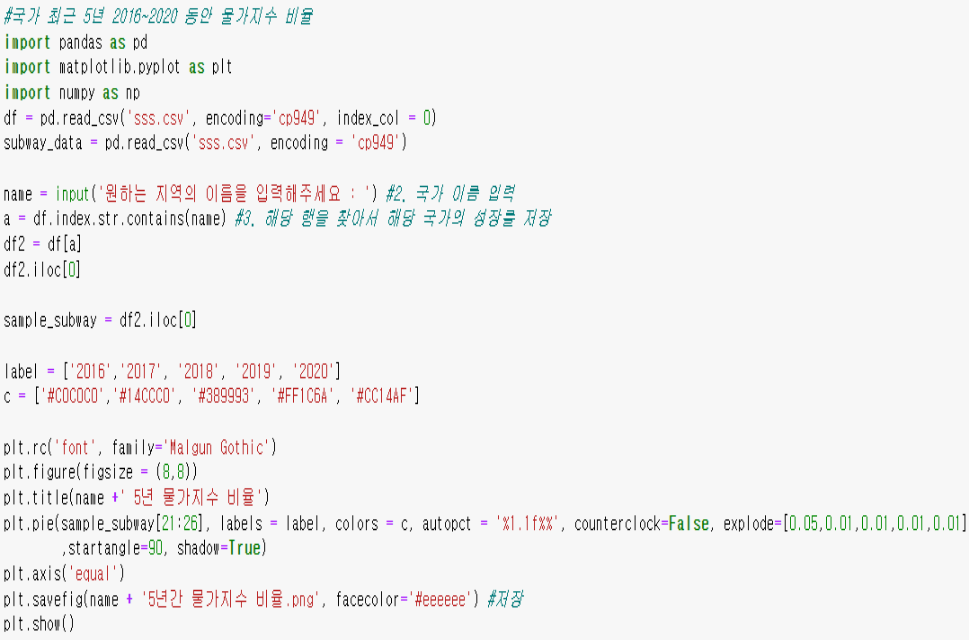 #국가 최근 5년 2016~2020 동안 물가지수 비율
import pandas as pd
import matplotlib.pyplot as plt
import numpy as np
df = pd.read_csv('sss.csv', encoding='cp949', index_col = 0)
subway_data = pd.read_csv('sss.csv', encoding = 'cp949')
name = input('원하는 지역의 이름을 입력해주세요 : ') #2. 국가 이름 입력
a = df.index.str.contains(name) #3. 해당 행을 찾아서 해당 국가의 성장률 저장
df2 = df[a]
df2.iloc[0]
sample_subway = df2.iloc[0]
label = ['2016','2017', '2018', '2019', '2020']
c = ['#C0C0C0','#14CCC0', '#389993', '#FF1C6A', '#CC14AF']
plt.rc('font', family='Malgun Gothic')
plt.figure(figsize = (8,8))
plt.title(name +' 5년 물가지수 비율')
plt.pie(sample_subway[21:26], labels = label, colors = c, autopct = '%1.1f%%', counterclock=False, explode=[0.05,0.01,0.01,0.01,0.01]
,startangle=90, shadow=True)
plt.axis('equal')
plt.savefig(name + '5년간 물가지수 비율.png', facecolor='#eeeeee') #저장
plt.show()